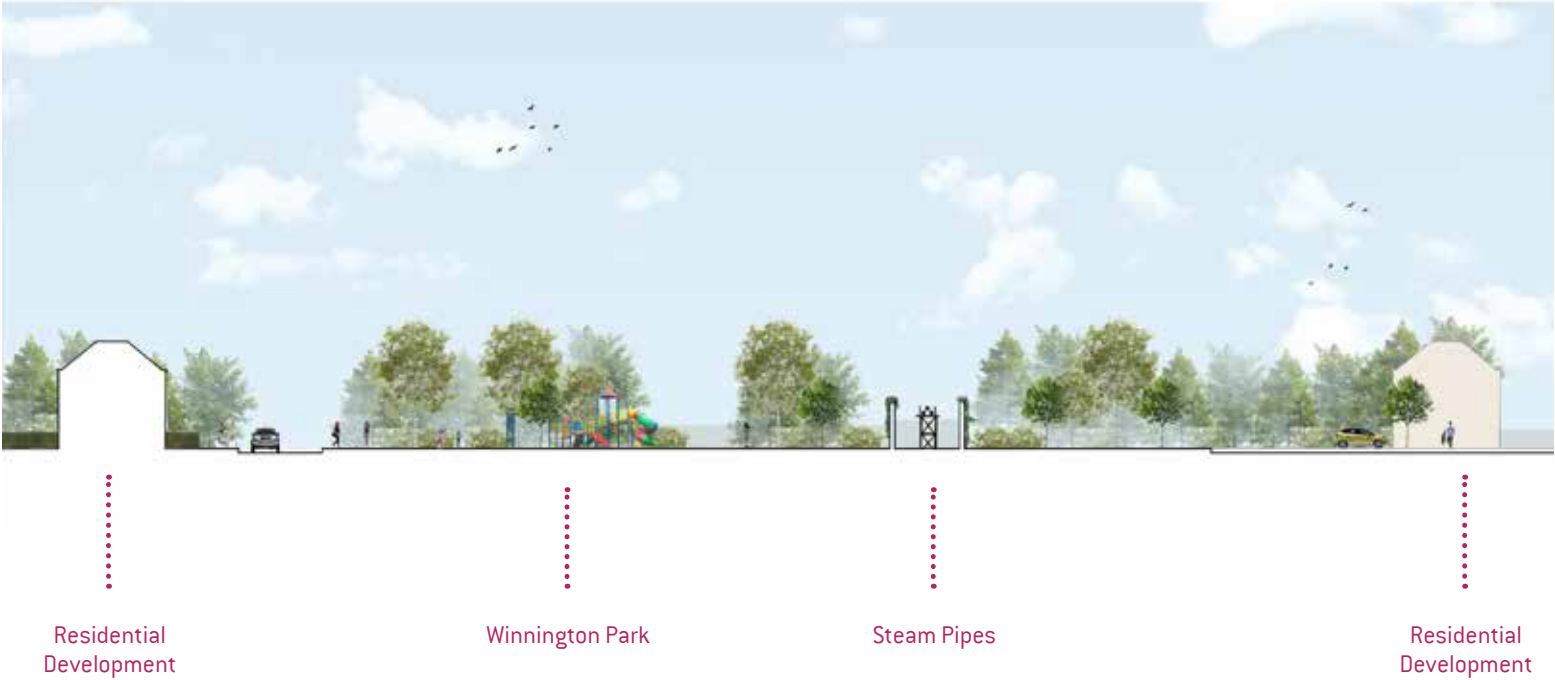 Residential
Development
Winnington Park
Steam Pipes
Residential
Development